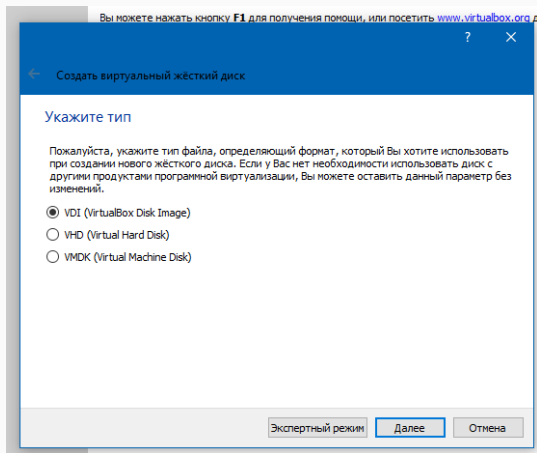 Вы можете нажать кнопку F1 для получения помощи, или посетить www.virtualbox.org д
?
Создать виртуальный жёсткий диск
Укажите тип
Пожалуйста, укажите тип файла, определяющий формат, который Вы хотите использовать
при создании нового жёсткого диска. Если у Вас нет необходимости использовать диск с
другими продуктами программной виртуализации, Вы можете оставить данный параметр без
изменений.
VDI (VirtualBox Disk Image)
VHD (Virtual Hard Disk)
VMDK (Virtual Machine Disk)
Экспертный режим Далее Отмена